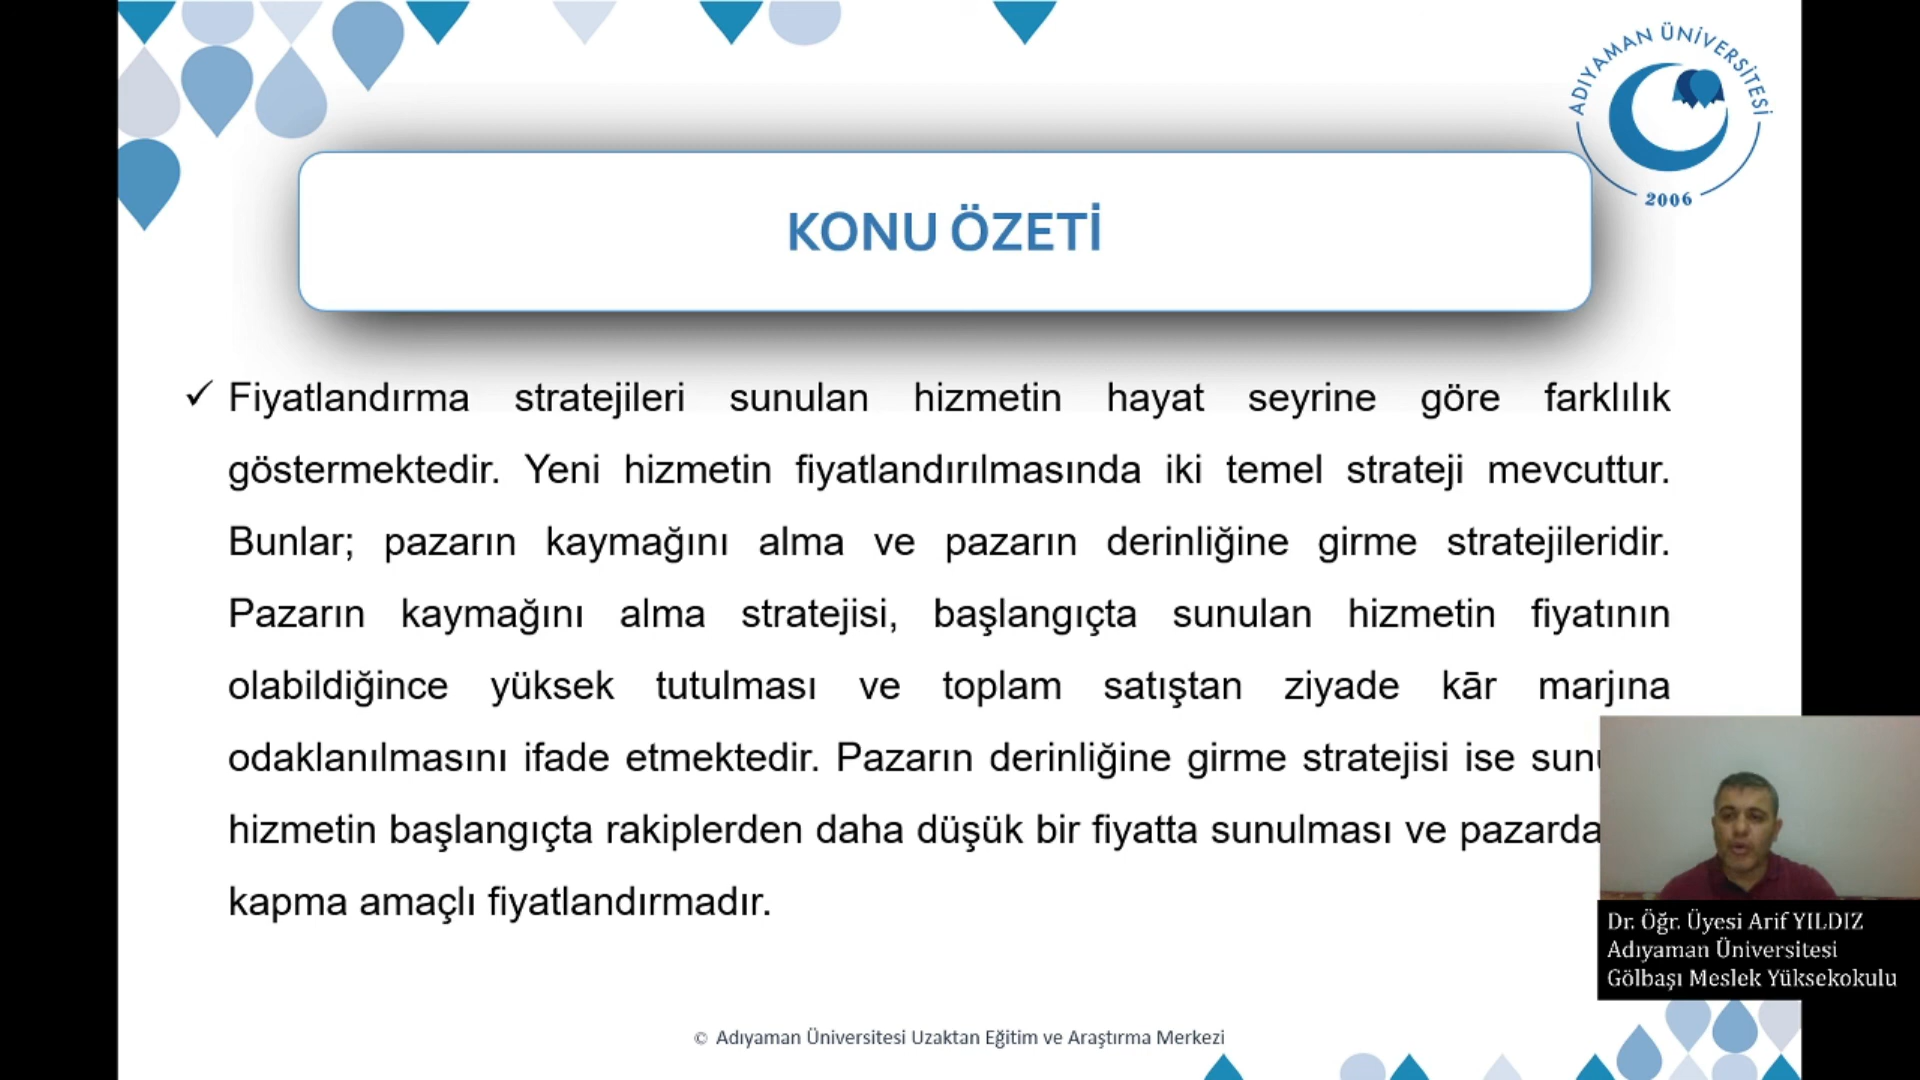 ADIYAMAN ÜNİVERSİTESİ
2006
KONU ÖZETİ
✓ Fiyatlandırma stratejileri sunulan hizmetin hayat seyrine göre farklılık
göstermektedir. Yeni hizmetin fiyatlandırılmasında iki temel strateji mevcuttur.
Bunlar; pazarın kaymağını alma ve pazarın derinliğine girme stratejileridir.
Pazarın kaymağını alma stratejisi, başlangıçta sunulan hizmetin fiyatının
olabildiğince yüksek tutulması ve toplam satıştan ziyade kār marjına
odaklanılmasını ifade etmektedir. Pazarın derinliğine girme stratejisi ise
hizmetin başlangıçta rakiplerden daha düşük bir fiyatta sunulması ve
kapma amaçlı fiyatlandırmadır.
Dr. Öğr. Üyesi Arif YILDIZ
Adıyaman Üniversitesi
Gölbaşı Meslek Yüksekokulu
© Adıyaman Üniversitesi Uzaktan Eğitim ve Araştırma Merkezi